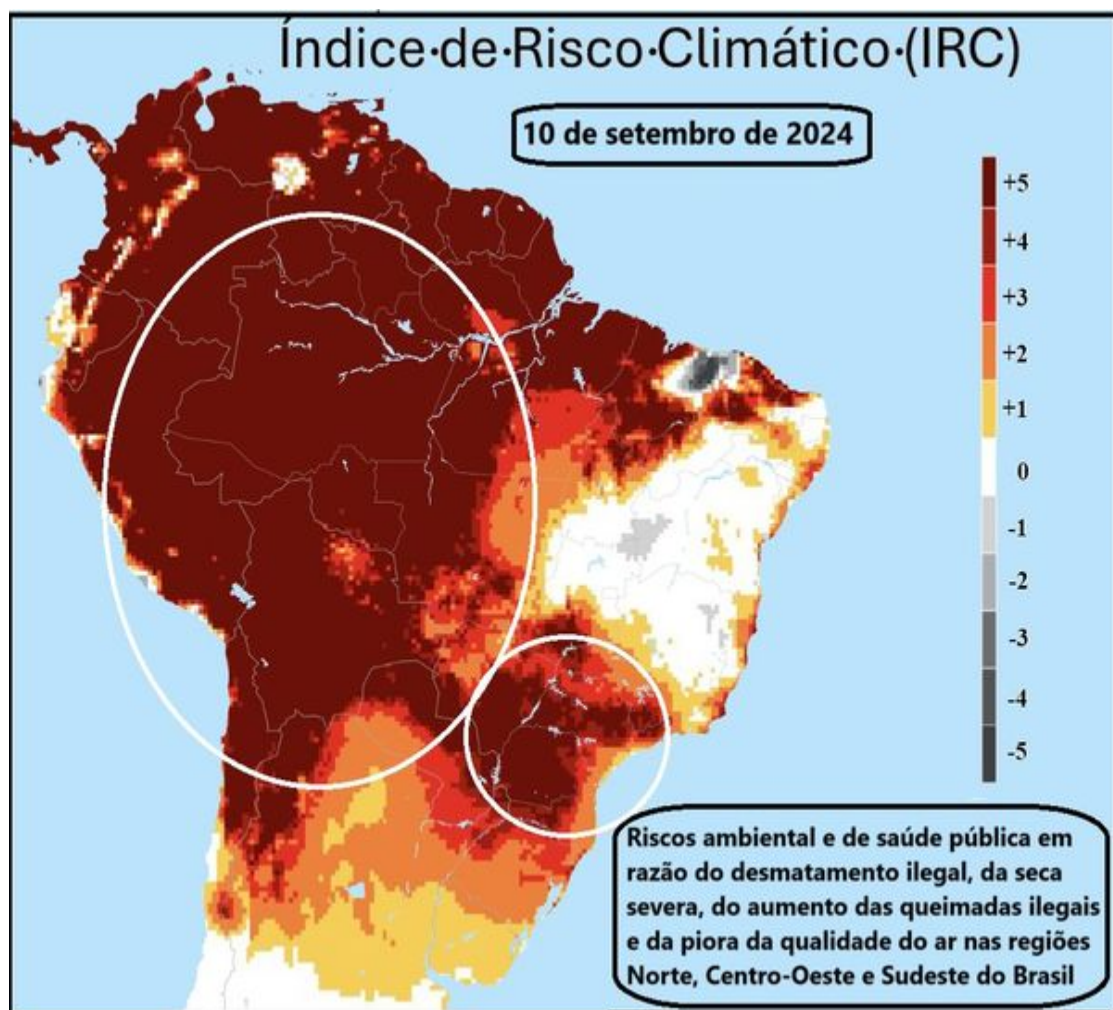 Índice·de·Risco·Climático·(IRC)
10 de setembro de 2024
+5
+4
+3
+2
+1
0
-1
-2
-3
-4
-5
Riscos ambiental e de saúde pública em
razão do desmatamento ilegal, da seca
severa, do aumento das queimadas ilegais
e da piora da qualidade do ar nas regiões
Norte, Centro-Oeste e Sudeste do Brasil